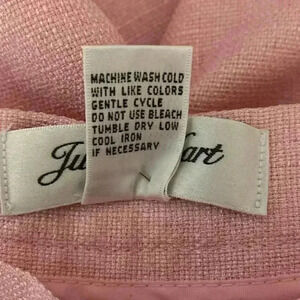 MACHINE WASH COLD
WITH LIKE COLORS
GENTLE CYCLE
DO NOT USE BLEACH
TUMBLE DRY LOW
COOL IRON
IF NECESSARY